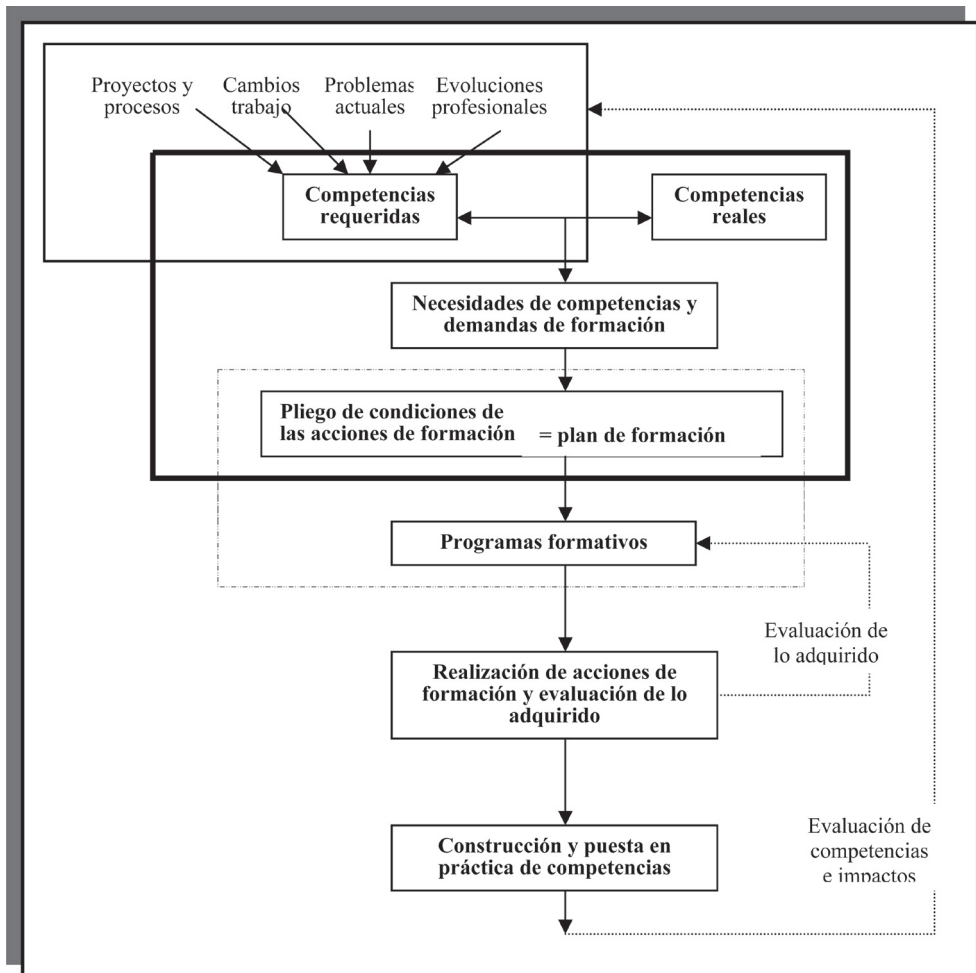 Proyectos y
procesos
Cambios
trabajo
Problemas
actuales
Evoluciones
profesionales
Competencias
requeridas
Competencias
reales
Necesidades de competencias y
demandas de formación
Pliego de condiciones de
las acciones de formación
= plan de formación
Programas formativos
Evaluación de
lo adquirido
Realización de acciones de
formación y evaluación de lo
adquirido
Evaluación de
competencias
e impactos
Construcción y puesta en
práctica de competencias